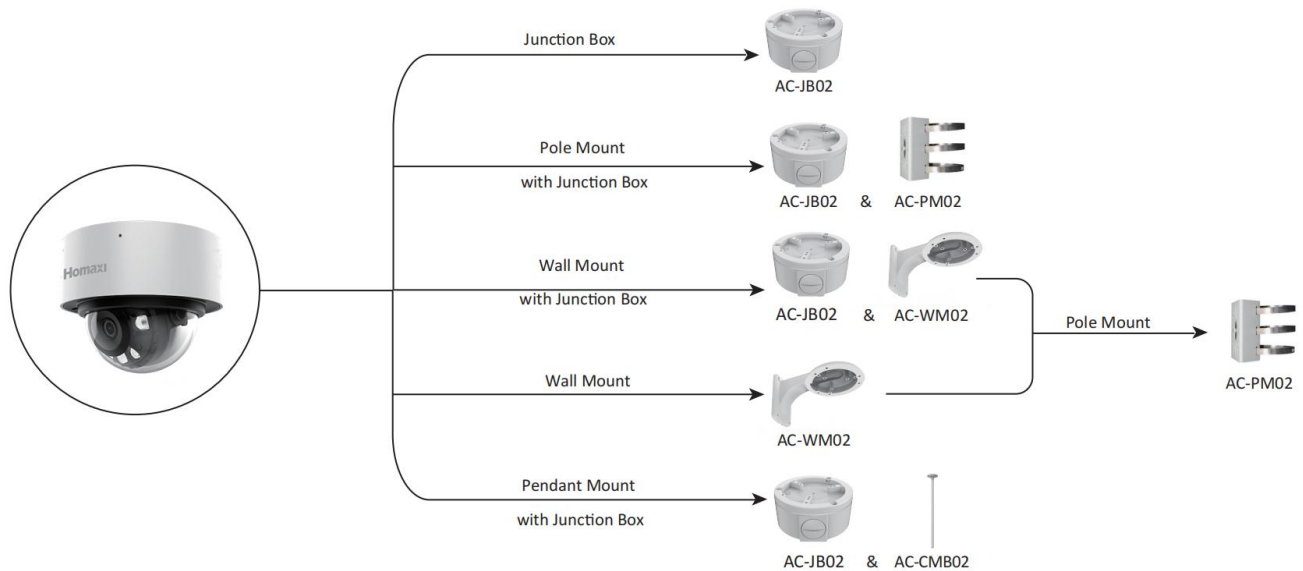 Junction Box
AC-JB02
Pole Mount
with Junction Box
AC-JB02 & AC-PM02
Homaxi
Wall Mount
with Junction Box
AC-JB02 & AC-WM02
Pole Mount
AC-PM02
Wall Mount
AC-WM02
Pendant Mount
with Junction Box
AC-JB02 & AC-CMB02